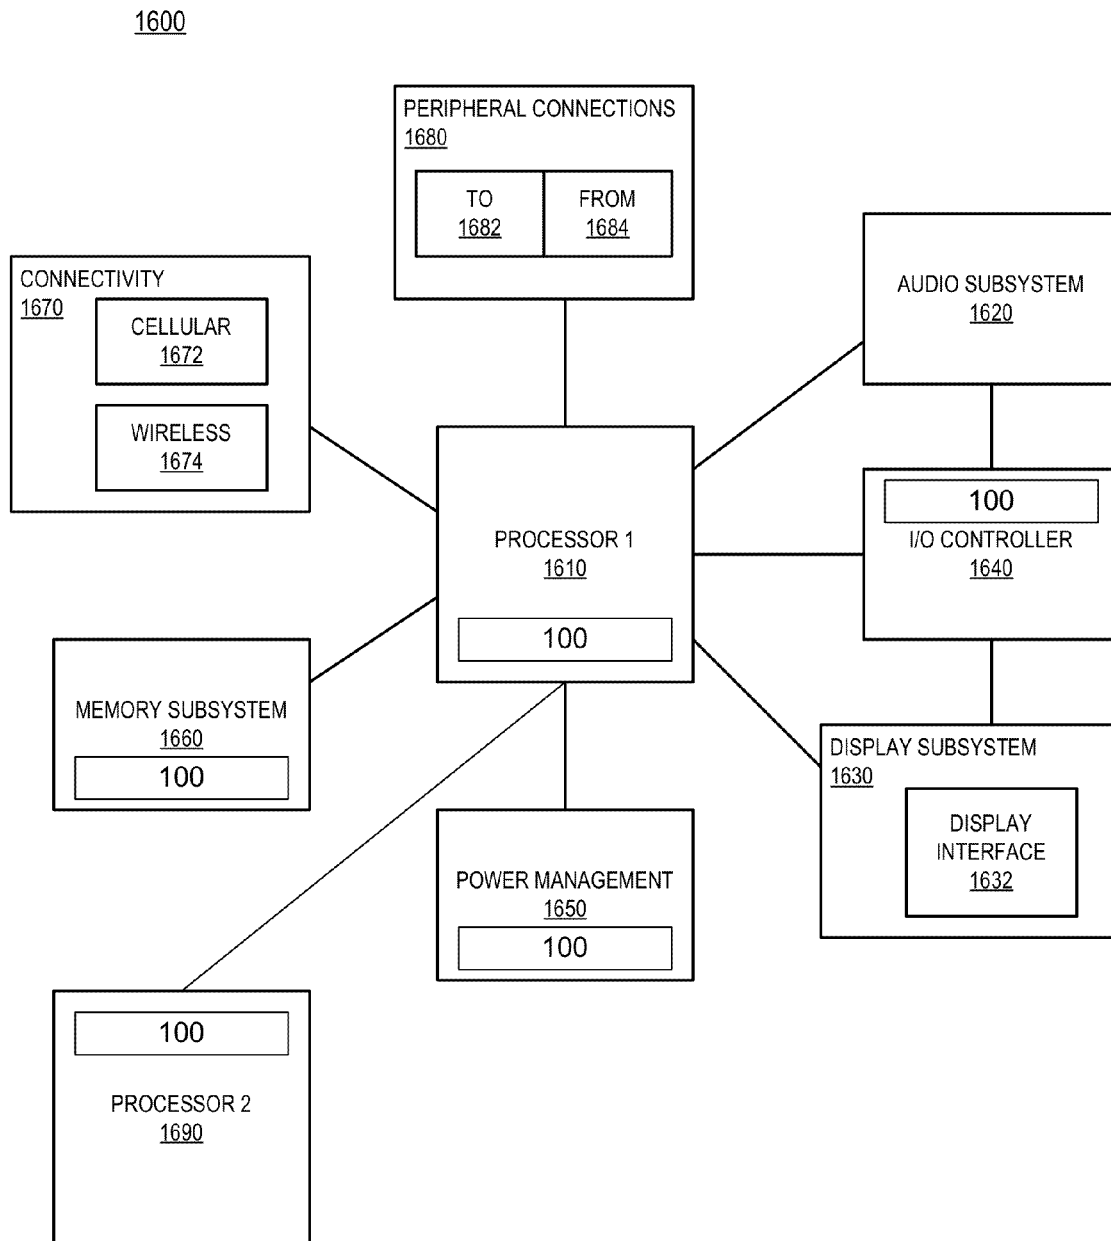 1600
PERIPHERAL CONNECTIONS
1680
TO
1682
FROM
1684
CONNECTIVITY
1670
CELLULAR
1672
WIRELESS
1674
AUDIO SUBSYSTEM
1620
PROCESSOR 1
1610
100
100
I/O CONTROLLER
1640
MEMORY SUBSYSTEM
1660
100
DISPLAY SUBSYSTEM
1630
DISPLAY
INTERFACE
1632
POWER MANAGEMENT
1650
100
100
PROCESSOR 2
1690